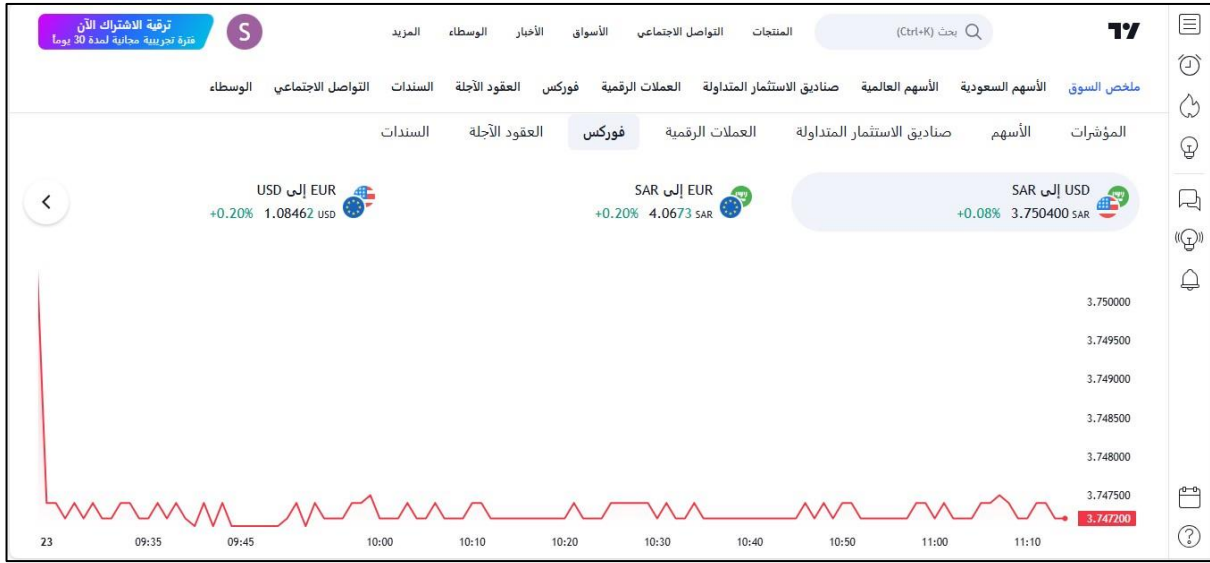 بحث (Ctrl+K)
المنتجات التواصل الاجتماعي الأسواق الأخبار الوسطاء المزيد
S
ترقية الاشتراك الآن
فترة تجريبية مجانية لمدة 30 يوماً
ملخص السوق الأسهم السعودية الأسهم العالمية صناديق الاستثمار المتداولة العملات الرقمية فوركس العقود الآجلة السندات التواصل الاجتماعي الوسطاء
المؤشرات الأسهم صناديق الاستثمار المتداولة العملات الرقمية فوركس العقود الآجلة السندات
USD إلى SAR
3.750400 SAR +0.08%
EUR إلى SAR
4.0673 SAR +0.20%
EUR إلى USD
1.08462 USD +0.20%
3.750000
3.749500
3.749000
3.748500
3.748000
3.747500
3.747200
23 09:35 09:45 10:00 10:10 10:20 10:30 10:40 10:50 11:00 11:10